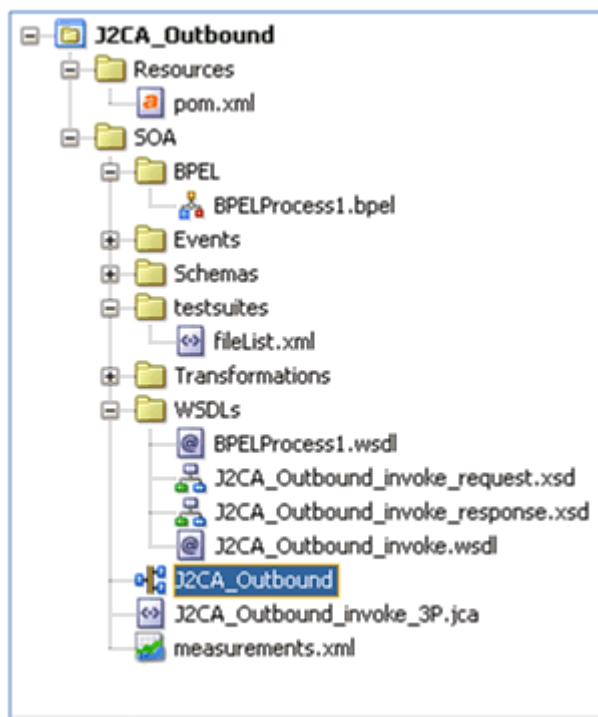 J2CA_Outbound
Resources
pom.xml
SOA
BPEL
BPELProcess1.bpel
Events
Schemas
testsuites
fileList.xml
Transformations
WSDLs
BPELProcess1.wsdl
J2CA_Outbound_invoke_request.xsd
J2CA_Outbound_invoke_response.xsd
J2CA_Outbound_invoke.wsdl
J2CA_Outbound
J2CA_Outbound_invoke_3P.jca
measurements.xml